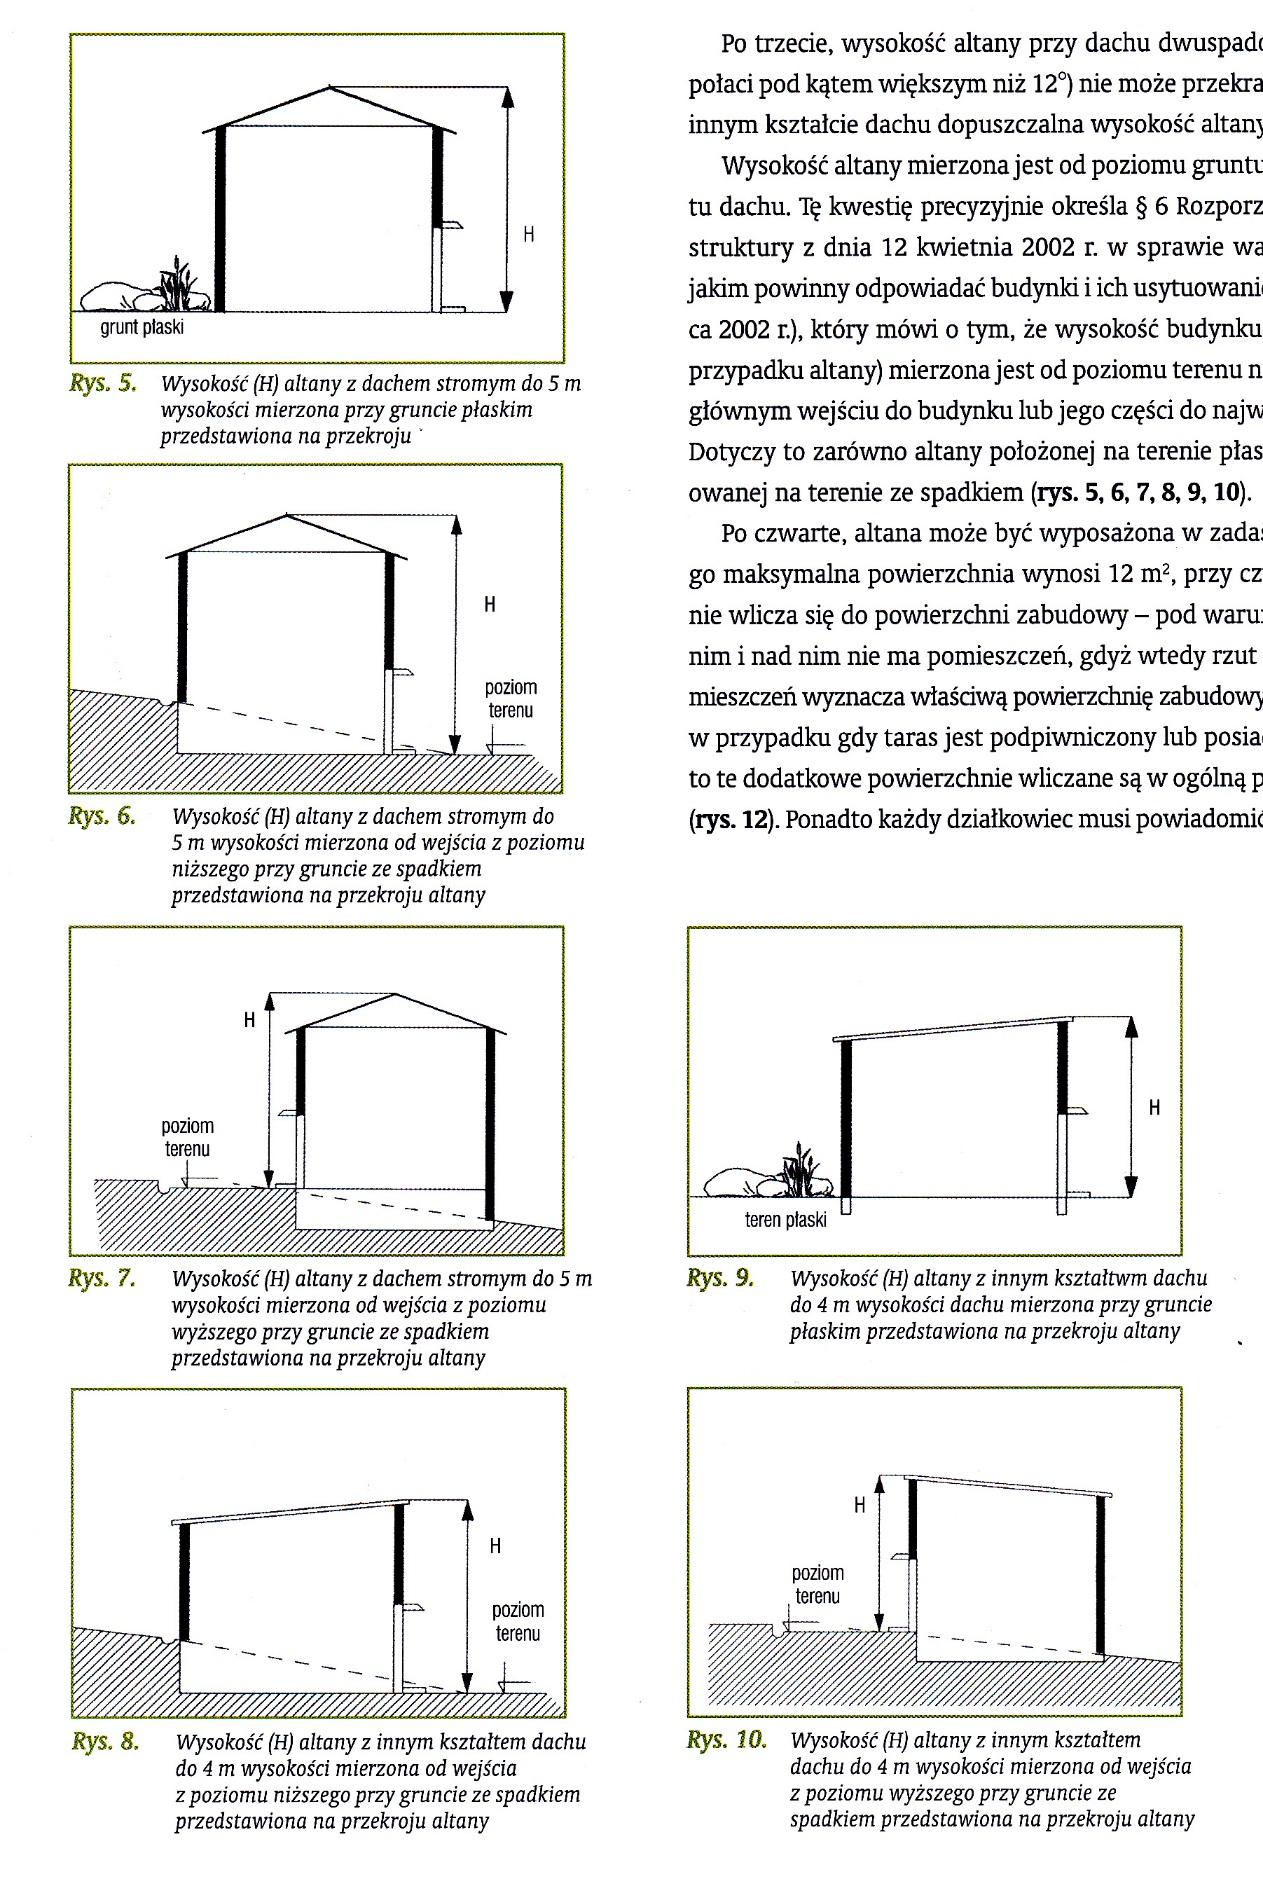 H
grunt płaski
Rys. 5. Wysokość (H) altany z dachem stromym do 5 m
wysokości mierzona przy gruncie płaskim
przedstawiona na przekroju
H
poziom
terenu
Rys. 6. Wysokość (H) altany z dachem stromym do
5 m wysokości mierzona od wejścia z poziomu
niższego przy gruncie ze spadkiem
przedstawiona na przekroju altany
H
poziom
terenu
Rys. 7. Wysokość (H) altany z dachem stromym do 5 m
wysokości mierzona od wejścia z poziomu
wyższego przy gruncie ze spadkiem
przedstawiona na przekroju altany
H
poziom
terenu
Rys. 8. Wysokość (H) altany z innym kształtem dachu
do 4 m wysokości mierzona od wejścia
z poziomu niższego przy gruncie ze spadkiem
przedstawiona na przekroju altany
Po trzecie, wysokość altany przy dachu dwuspado
połaci pod kątem większym niż 12°) nie może przekra
innym kształcie dachu dopuszczalna wysokość altany
Wysokość altany mierzona jest od poziomu gruntu
tu dachu. Tę kwestię precyzyjnie określa § 6 Rozporz
struktury z dnia 12 kwietnia 2002 r. w sprawie wa
jakim powinny odpowiadać budynki i ich usytuowanie
ca 2002 r.), który mówi o tym, że wysokość budynku
przypadku altany) mierzona jest od poziomu terenu n
głównym wejściu do budynku lub jego części do najw
Dotyczy to zarówno altany położonej na terenie płas
owanej na terenie ze spadkiem (rys. 5, 6, 7, 8, 9, 10).
Po czwarte, altana może być wyposażona w zadas
go maksymalna powierzchnia wynosi 12 m², przy cz
nie wlicza się do powierzchni zabudowy – pod waru
nim i nad nim nie ma pomieszczeń, gdyż wtedy rzut
mieszczeń wyznacza właściwą powierzchnię zabudowy
w przypadku gdy taras jest podpiwniczony lub posia
to te dodatkowe powierzchnie wliczane są w ogólną p
(rys. 12). Ponadto każdy działkowiec musi powiadomić
H
teren płaski
Rys. 9. Wysokość (H) altany z innym kształtwm dachu
do 4 m wysokości dachu mierzona przy gruncie
płaskim przedstawiona na przekroju altany
H
poziom
terenu
Rys. 10. Wysokość (H) altany z innym kształtem
dachu do 4 m wysokości mierzona od wejścia
z poziomu wyższego przy gruncie ze
spadkiem przedstawiona na przekroju altany